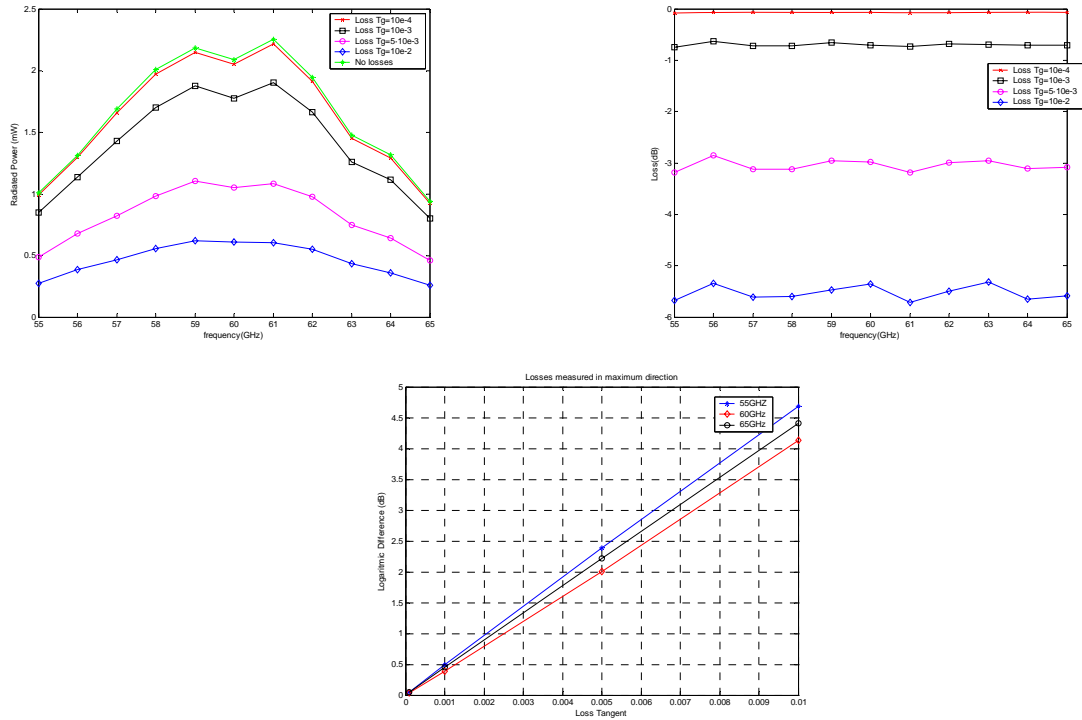 2.5
2
1.5
1
0.5
0
Radiated Power (mW)
55 56 57 58 59 60 61 62 63 64 65
frequency(GHz)
Loss Tg=10e-4
Loss Tg=10e-3
Loss Tg=5·10e-3
Loss Tg=10e-2
No losses
0
-1
-2
-3
-4
-5
-6
Loss(dB)
55 56 57 58 59 60 61 62 63 64 65
frequency(GHz)
Loss Tg=10e-4
Loss Tg=10e-3
Loss Tg=5·10e-3
Loss Tg=10e-2
Losses measured in maximum direction
5
4.5
4
3.5
3
2.5
2
1.5
1
0.5
0
Logaritmic Difference (dB)
0 0.001 0.002 0.003 0.004 0.005 0.006 0.007 0.008 0.009 0.01
Loss Tangent
55GHZ
60GHz
65GHz